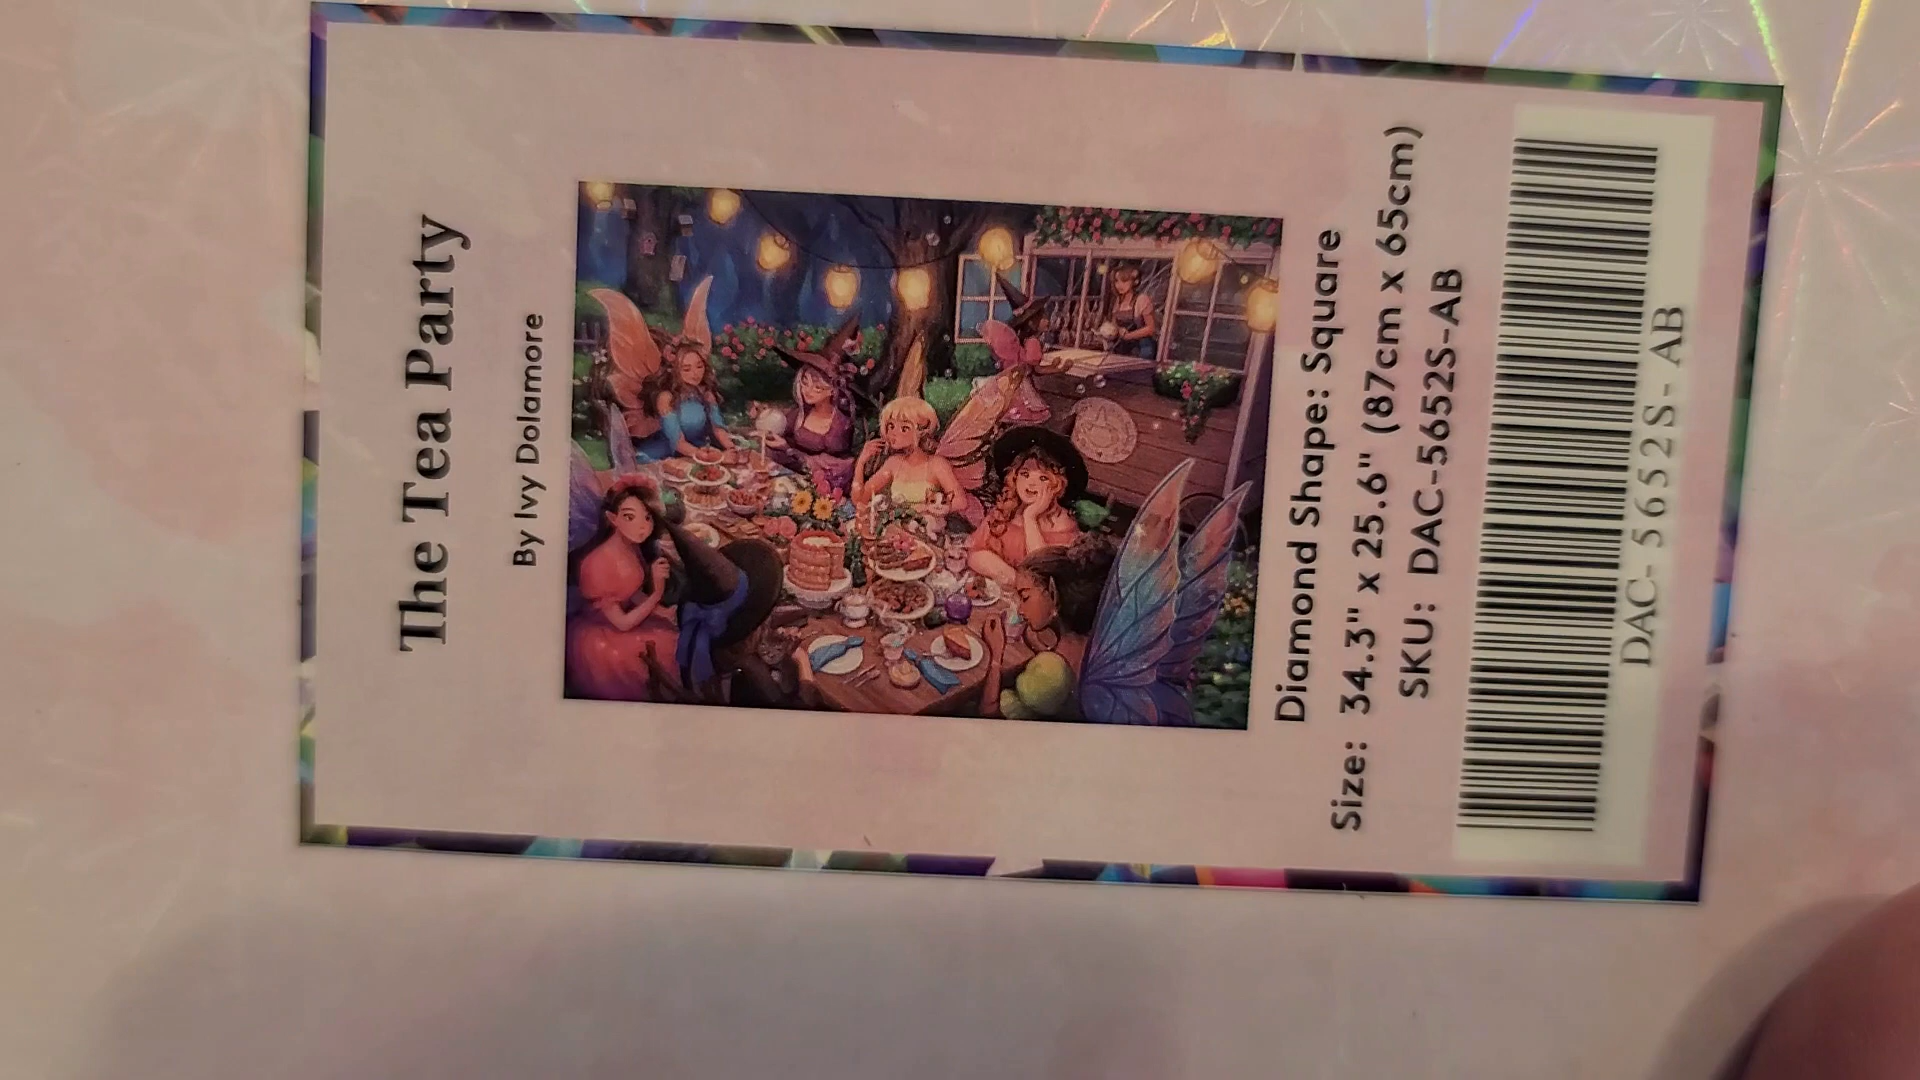 The Tea Party
By Ivy Dolamore
Diamond Shape: Square
Size: 34.3" x 25.6" (87cm x 65cm)
SKU: DAC-5652S-AB
DAC- 5652S- AB